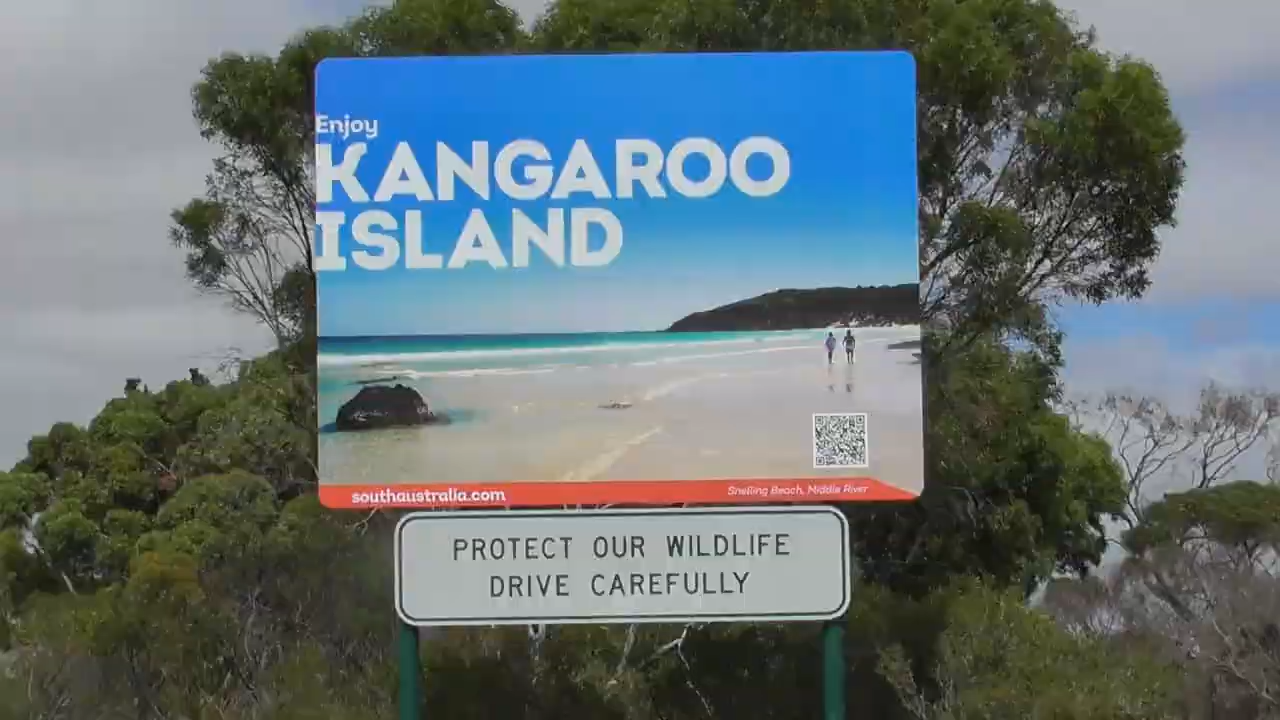 Enjoy
KANGAROO
ISLAND
southaustralia.com
Snelling Beach, Middle River
PROTECT OUR WILDLIFE
DRIVE CAREFULLY